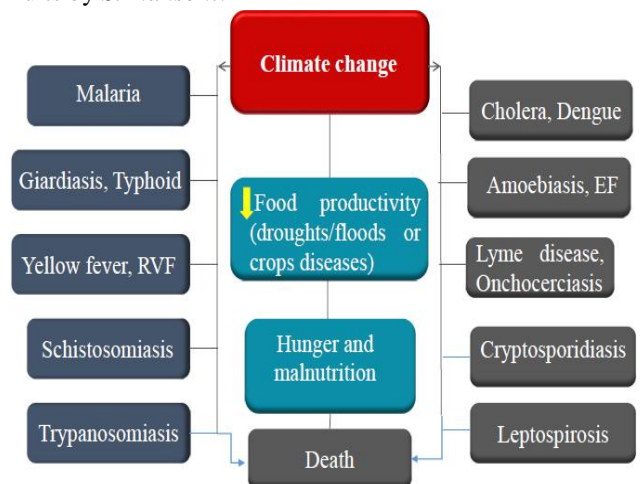 Climate change
Malaria
Giardiasis, Typhoid
Yellow fever, RVF
Schistosomiasis
Trypanosomiasis
Food productivity
(droughts/floods or
crops diseases)
Hunger and
malnutrition
Death
Cholera, Dengue
Amoebiasis, EF
Lyme disease,
Onchocerciasis
Cryptosporidiasis
Leptospirosis